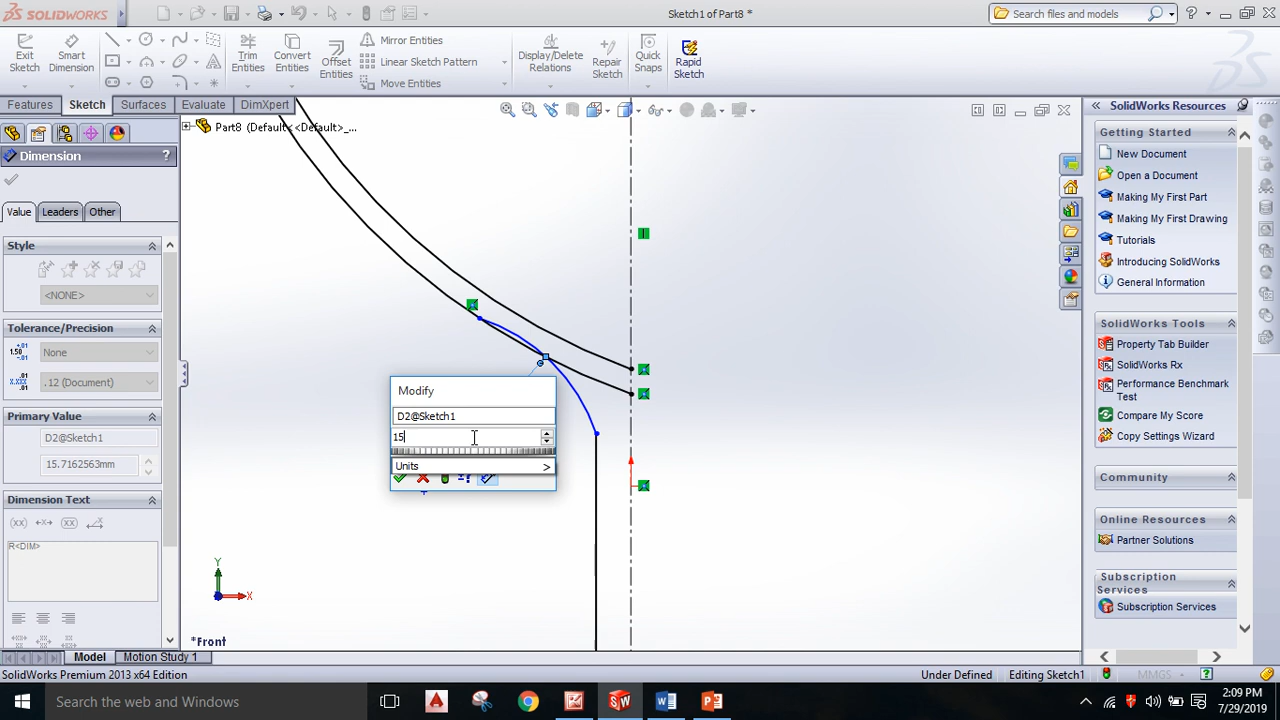 SOLIDWORKS
Sketch1 of Part8 *
Search files and models
?
Exit Sketch
Smart Dimension
Trim Entities
Convert Entities
Offset Entities
Mirror Entities
Linear Sketch Pattern
Move Entities
Display/Delete Relations
Repair Sketch
Quick Snaps
Rapid Sketch
Features
Sketch
Surfaces
Evaluate
DimXpert
Part8 (Default<<Default>_...
Dimension
?
Value
Leaders
Other
Style
<NONE>
Tolerance/Precision
None
.12 (Document)
Primary Value
D2@Sketch1
15.7162563mm
Dimension Text
R<DIM>
Modify
D2@Sketch1
15
Units
>
Y
X
*Front
SolidWorks Resources
Getting Started
New Document
Open a Document
Making My First Part
Making My First Drawing
Tutorials
Introducing SolidWorks
General Information
SolidWorks Tools
Property Tab Builder
SolidWorks Rx
Performance Benchmark
Test
Compare My Score
Copy Settings Wizard
Community
Online Resources
Partner Solutions
Subscription
Services
Subscription Services
Model
Motion Study 1
SolidWorks Premium 2013 x64 Edition
Under Defined
Editing Sketch1
MMGS
?
Search the web and Windows
2:09 PM
7/29/2019